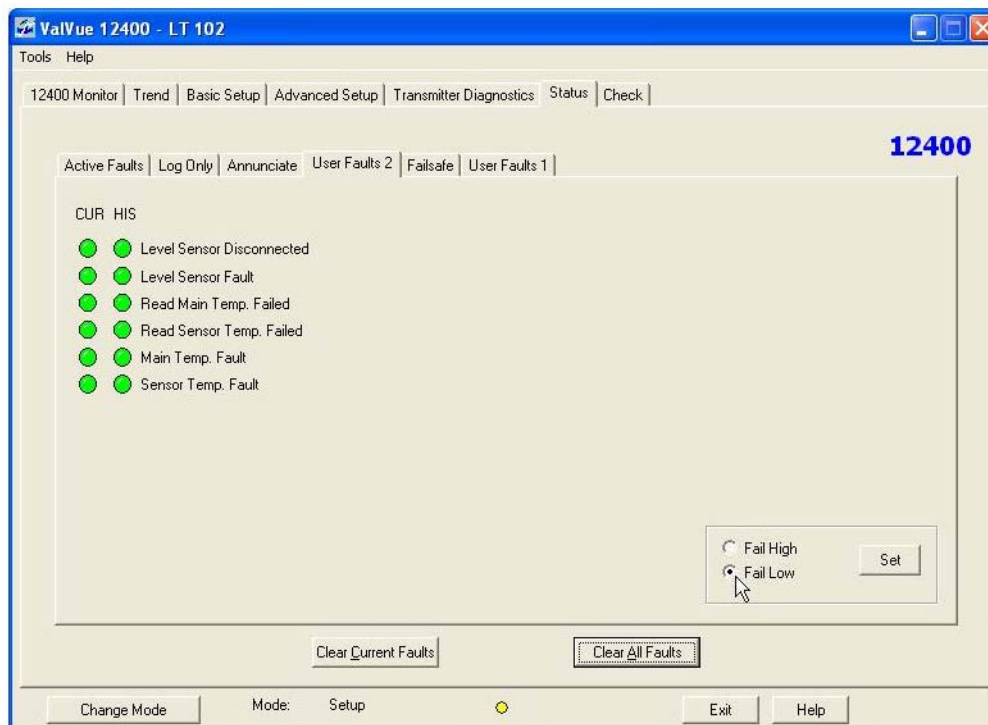 ValVue 12400 - LT 102
Tools Help
12400 Monitor Trend Basic Setup Advanced Setup Transmitter Diagnostics Status Check
12400
Active Faults Log Only Annunciate User Faults 2 Failsafe User Faults 1
CUR HIS
Level Sensor Disconnected
Level Sensor Fault
Read Main Temp. Failed
Read Sensor Temp. Failed
Main Temp. Fault
Sensor Temp. Fault
Fail High
Fail Low
Set
Clear Current Faults Clear All Faults
Change Mode Mode: Setup Exit Help